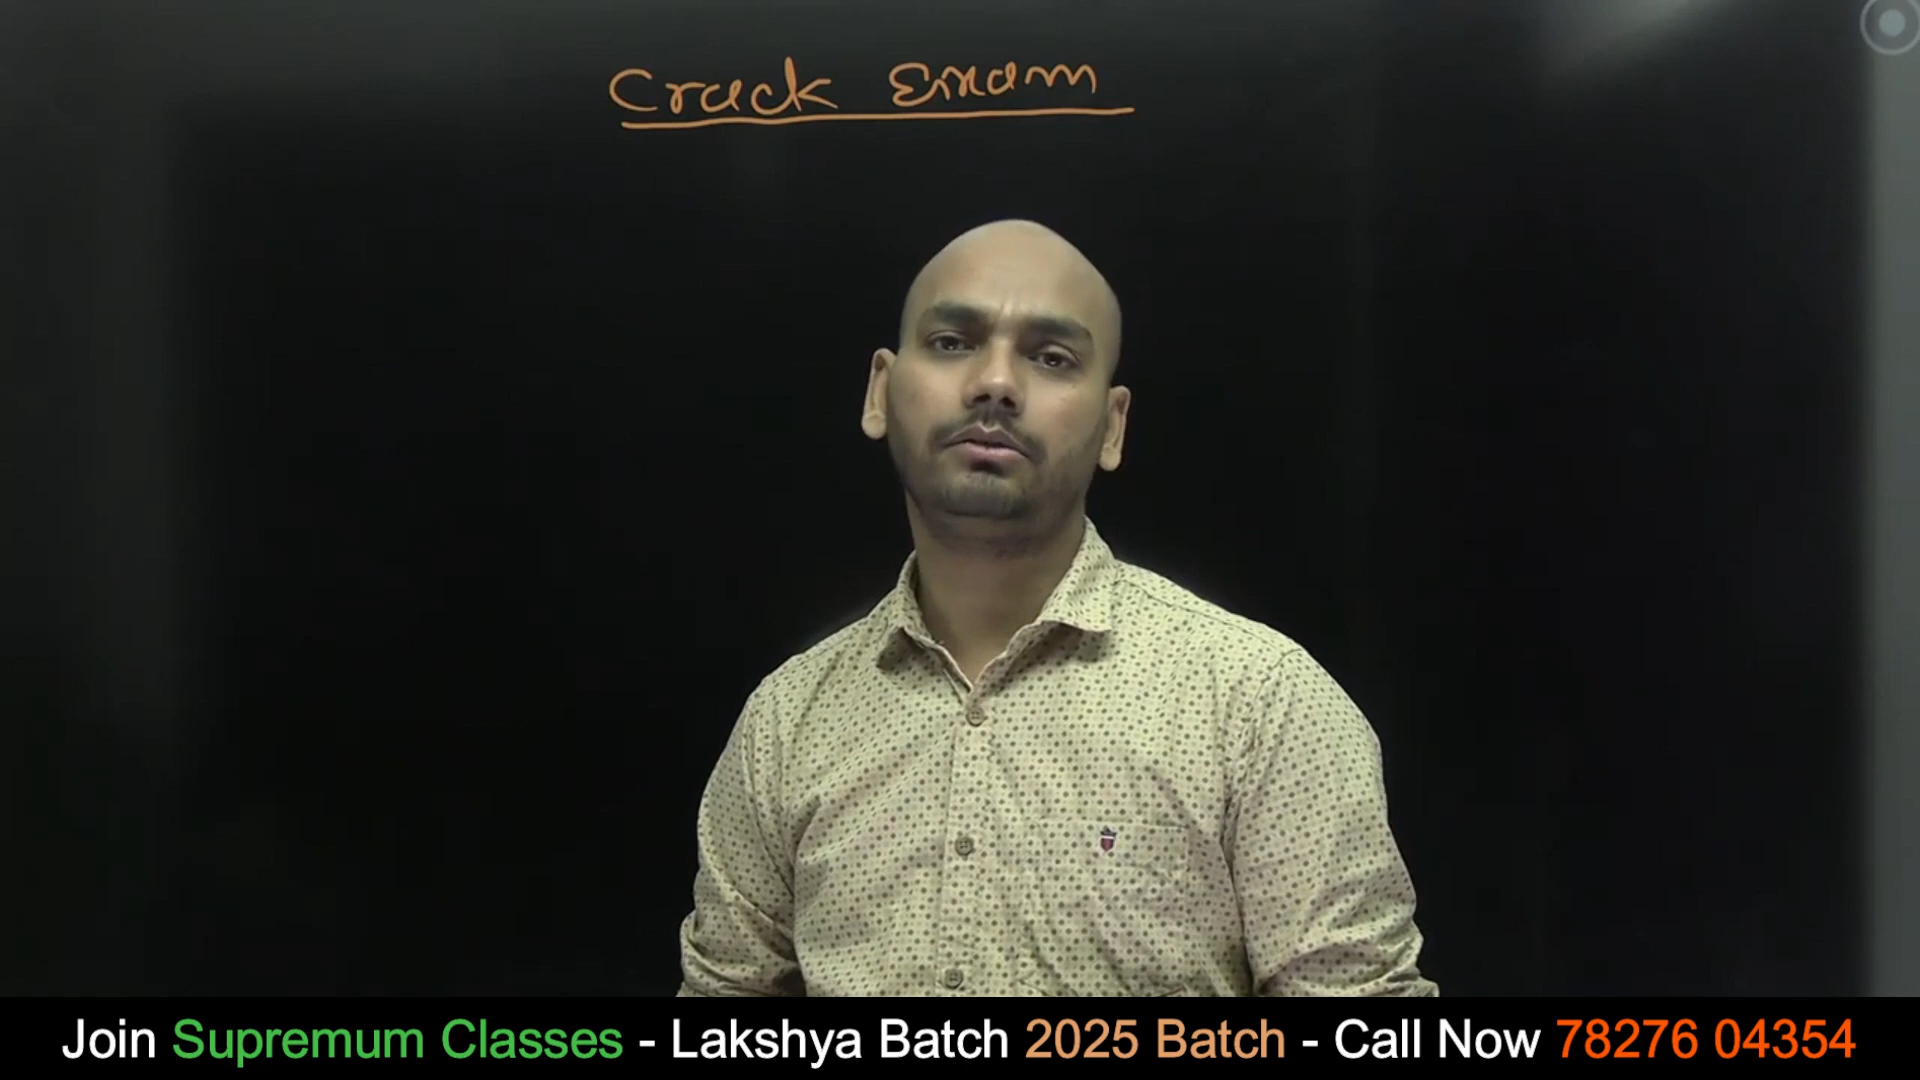 Crack Exam
Join Supremum Classes - Lakshya Batch 2025 Batch - Call Now 78276 04354